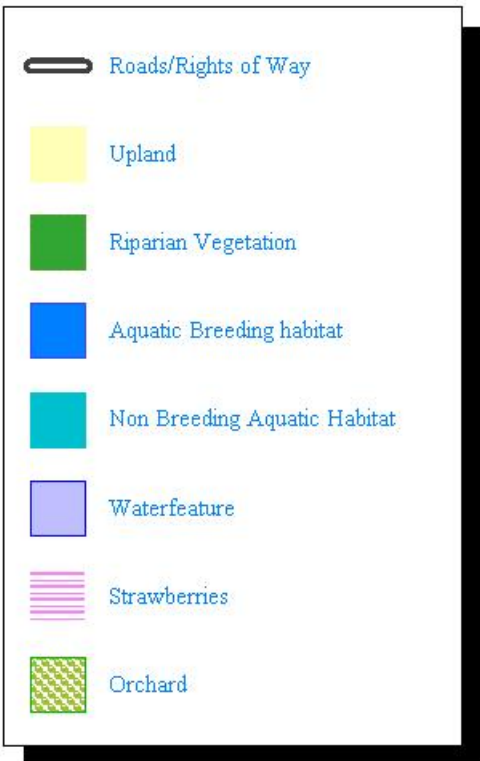 Roads/Rights of Way
Upland
Riparian Vegetation
Aquatic Breeding habitat
Non Breeding Aquatic Habitat
Waterfeature
Strawberries
Orchard